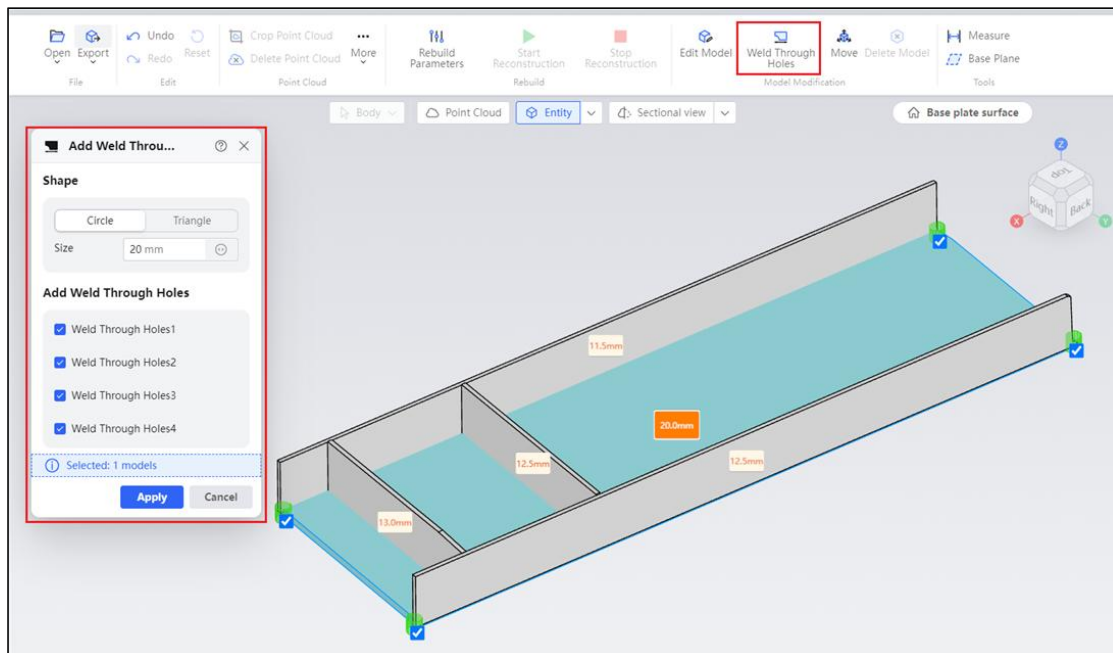 Open
Export
Undo
Redo
Reset
Crop Point Cloud
Delete Point Cloud
More
Rebuild
Parameters
Start
Reconstruction
Stop
Reconstruction
Edit Model
Weld Through
Holes
Move
Delete Model
Measure
Base Plane
File
Edit
Point Cloud
Rebuild
Model Modification
Tools
Body
Point Cloud
Entity
Sectional view
Base plate surface
Add Weld Throu...
Shape
Circle
Triangle
Size
20 mm
Add Weld Through Holes
Weld Through Holes1
Weld Through Holes2
Weld Through Holes3
Weld Through Holes4
Selected: 1 models
Apply
Cancel
Z
Top
Right
Back
X
Y
11.5mm
20.0mm
12.5mm
12.5mm
13.0mm